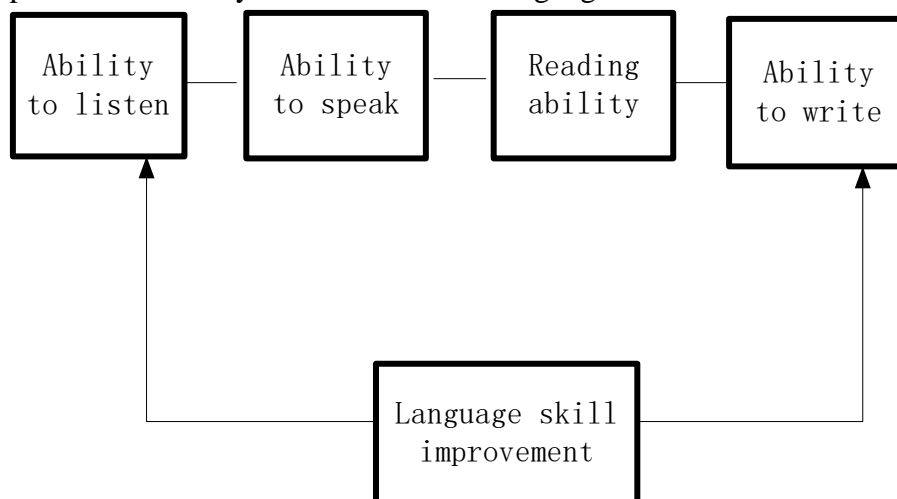 Ability
to listen
Ability
to speak
Reading
ability
Ability
to write
Language skill
improvement